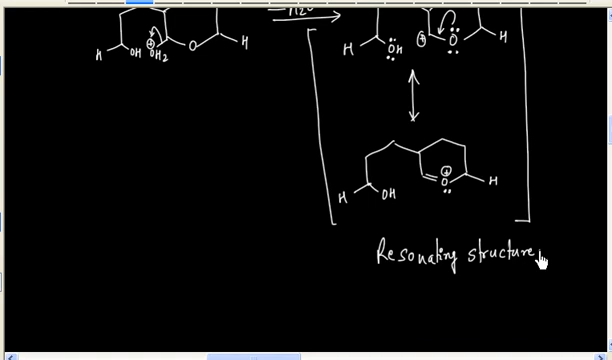 -H2O
H OH ⊕ OH2 O H
H OH ⊕ O H
H OH O ⊕ H
Resonating structure